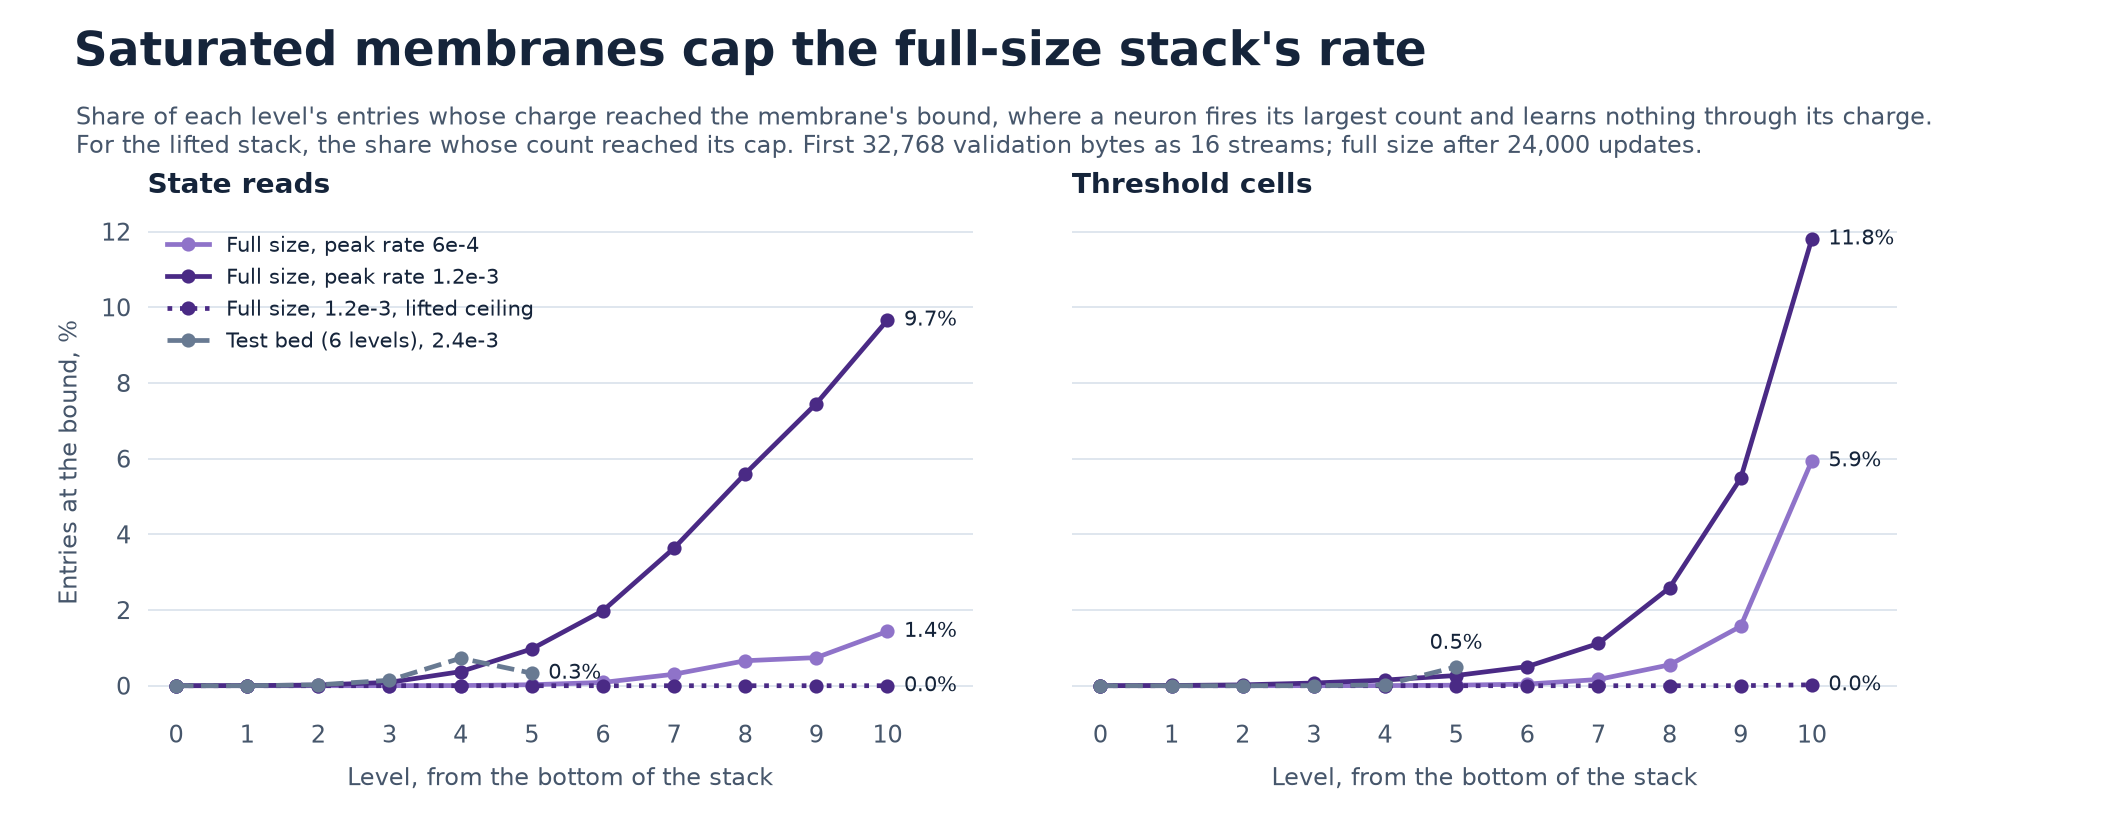 Saturated membranes cap the full-size stack's rate
Share of each level's entries whose charge reached the membrane's bound, where a neuron fires its largest count and learns nothing through its charge.
For the lifted stack, the share whose count reached its cap. First 32,768 validation bytes as 16 streams; full size after 24,000 updates.
State reads
Entries at the bound, %
12
10
8
6
4
2
0
Full size, peak rate 6e-4
Full size, peak rate 1.2e-3
Full size, 1.2e-3, lifted ceiling
Test bed (6 levels), 2.4e-3
9.7%
1.4%
0.3%
0.0%
0 1 2 3 4 5 6 7 8 9 10
Level, from the bottom of the stack
Threshold cells
11.8%
5.9%
0.5%
0.0%
0 1 2 3 4 5 6 7 8 9 10
Level, from the bottom of the stack